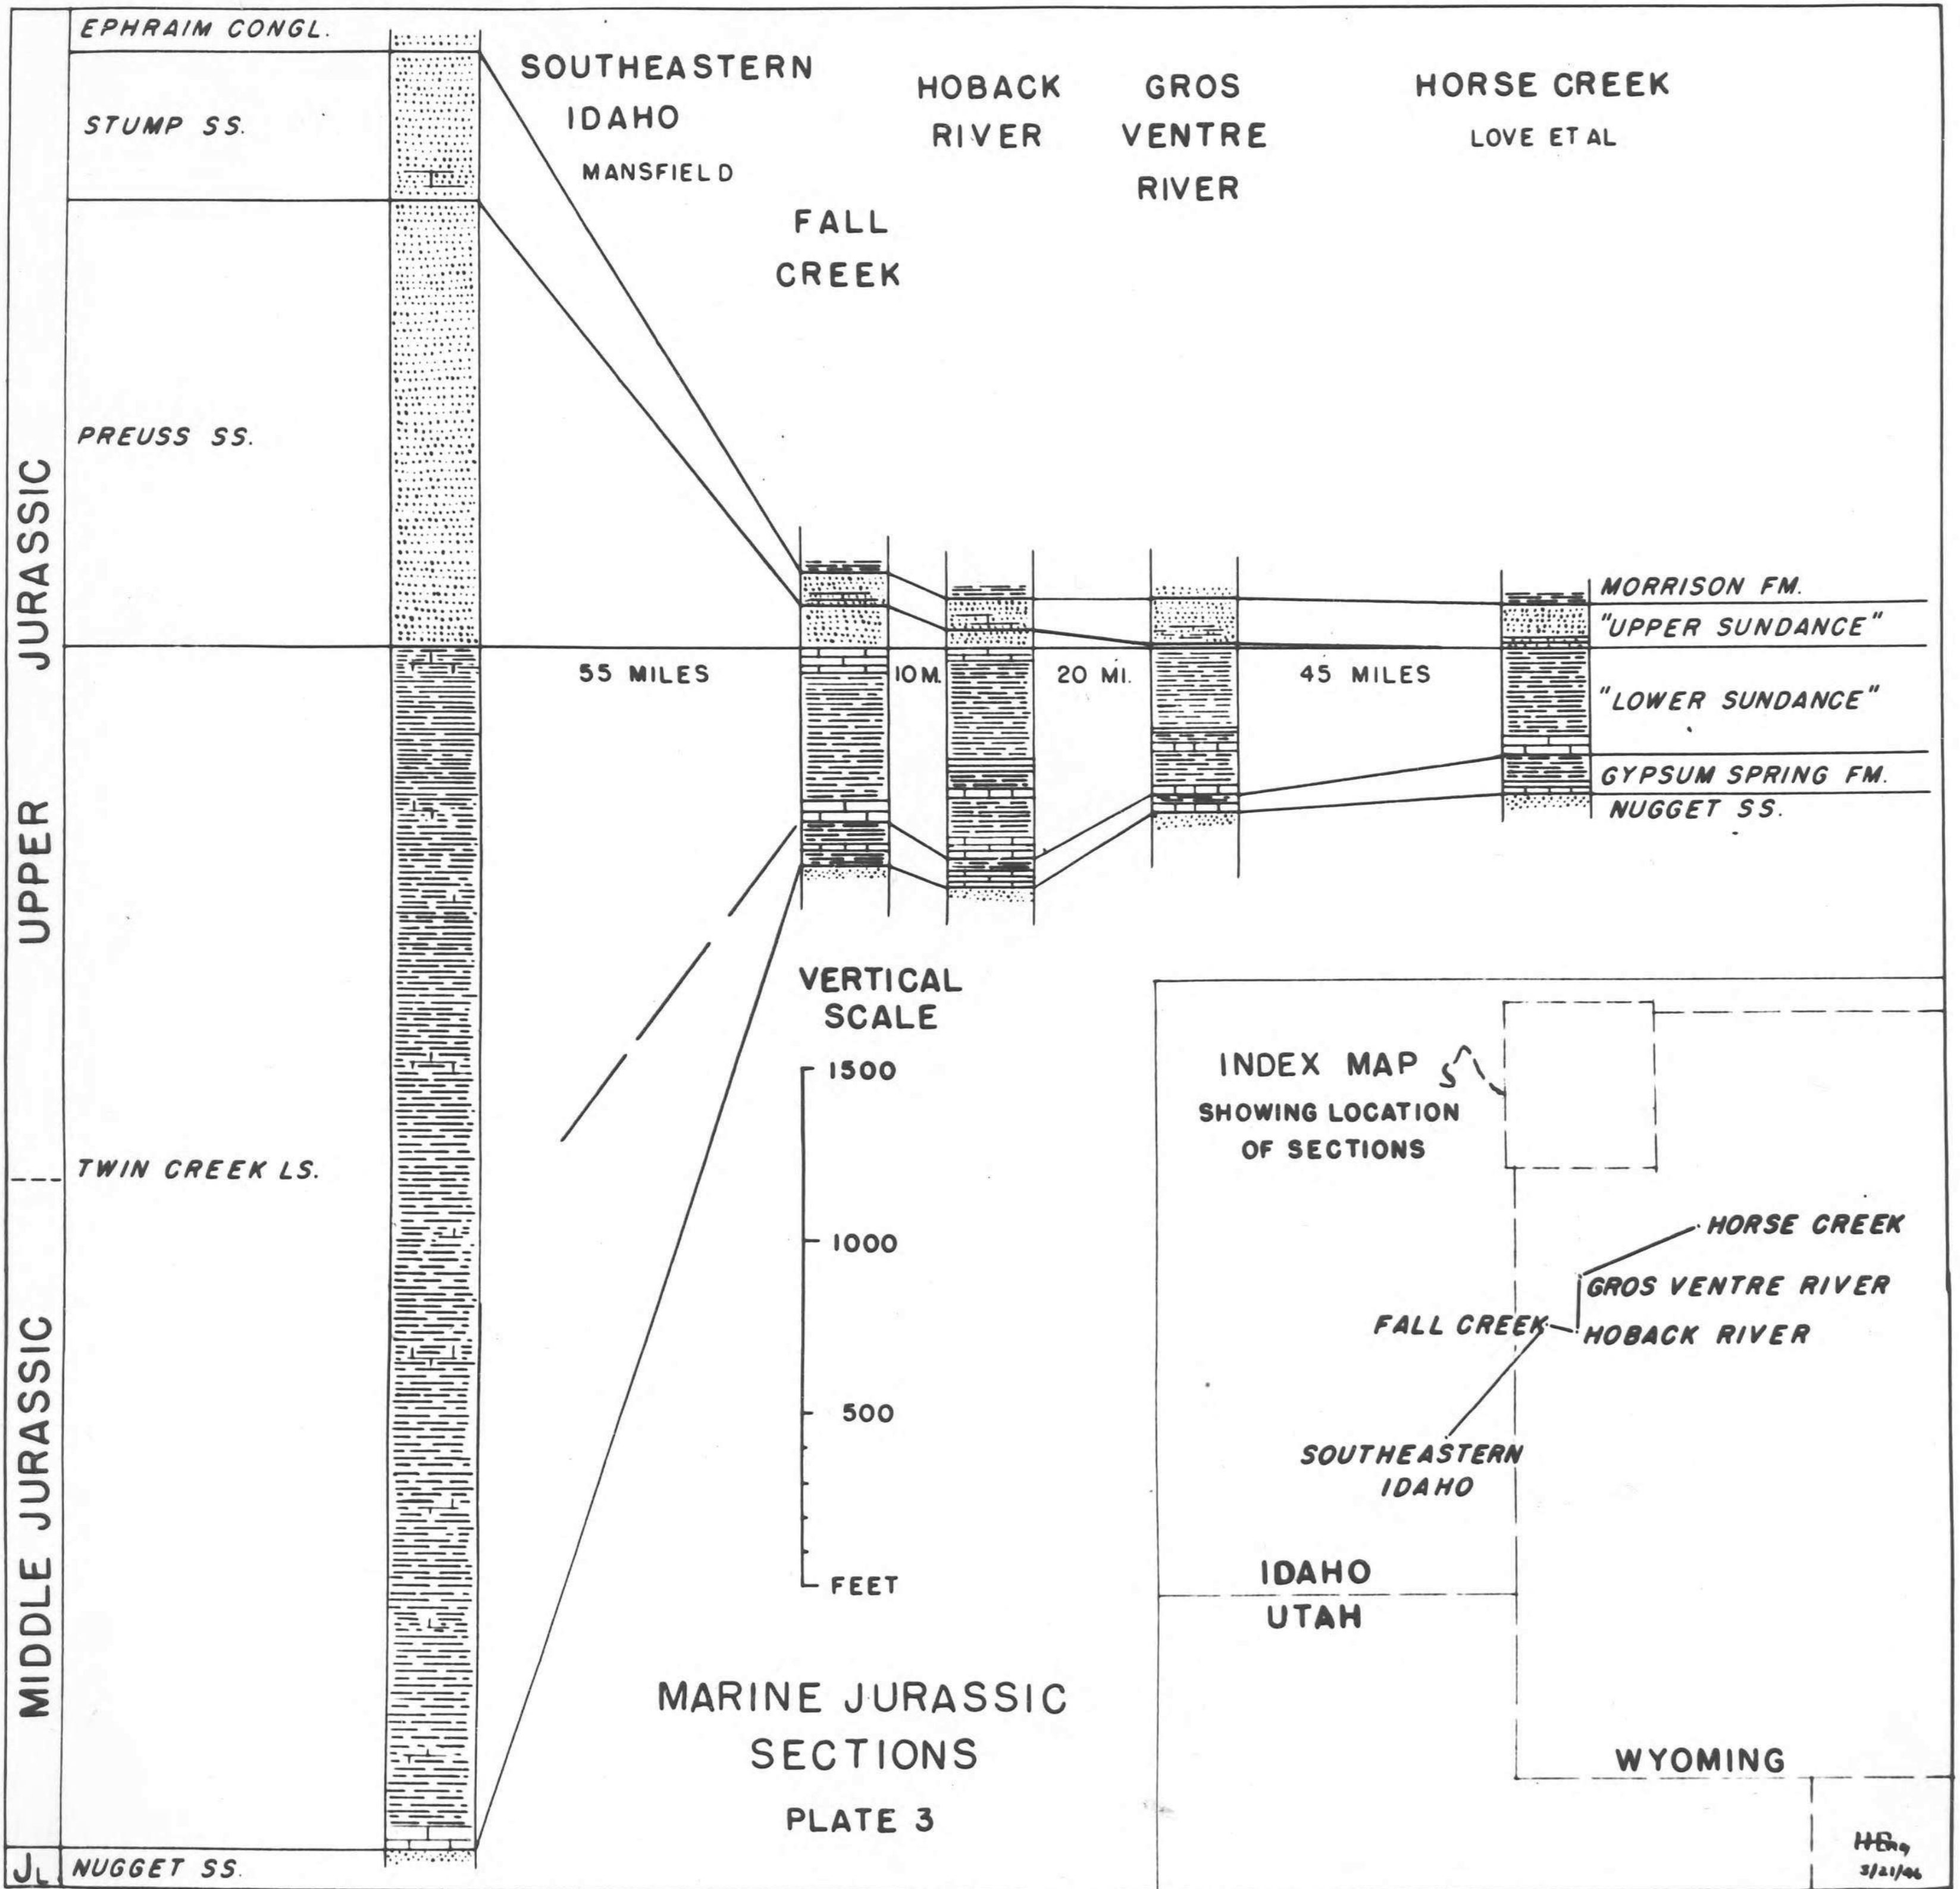 EPHRAIM CONGL.
STUMP SS.
PREUSS SS.
TWIN CREEK LS.
NUGGET SS.
UPPER JURASSIC
MIDDLE JURASSIC
JL
SOUTHEASTERN
IDAHO
MANSFIELD
FALL
CREEK
HOBACK
RIVER
GROS
VENTRE
RIVER
HORSE CREEK
LOVE ET AL
55 MILES
10 M.
20 MI.
45 MILES
MORRISON FM.
"UPPER SUNDANCE"
"LOWER SUNDANCE"
GYPSUM SPRING FM.
NUGGET SS.
VERTICAL
SCALE
1500
1000
500
FEET
MARINE JURASSIC
SECTIONS
PLATE 3
INDEX MAP
SHOWING LOCATION
OF SECTIONS
HORSE CREEK
GROS VENTRE RIVER
FALL CREEK
HOBACK RIVER
SOUTHEASTERN
IDAHO
IDAHO
UTAH
WYOMING
3/21/46